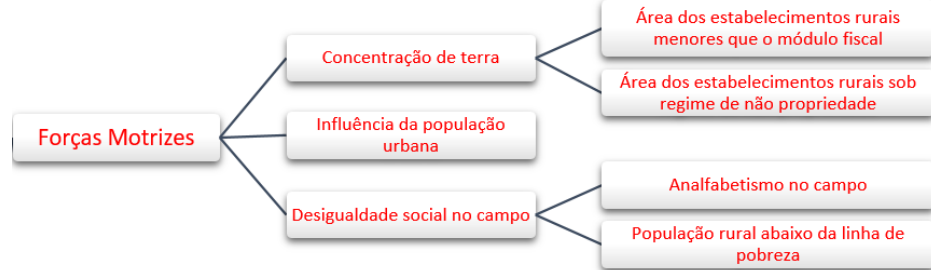 Forças Motrizes
Concentração de terra
Área dos estabelecimentos rurais
menores que o módulo fiscal
Área dos estabelecimentos rurais sob
regime de não propriedade
Influência da população
urbana
Desigualdade social no campo
Analfabetismo no campo
População rural abaixo da linha de
pobreza